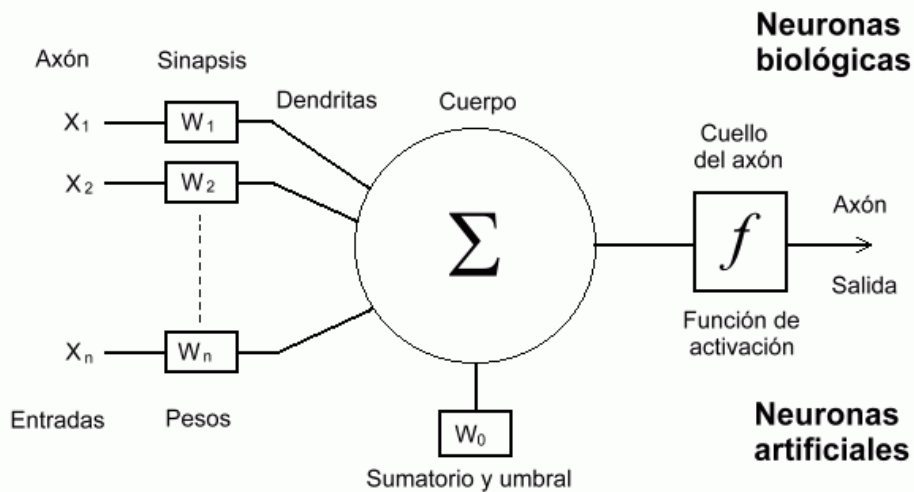 Neuronas
biológicas
Axón
Sinapsis
Dendritas
Cuerpo
Cuello
del axón
X₁
W₁
X₂
W₂
Σ
f
Axón
Salida
Función de
activación
Xₙ
Wₙ
Entradas
Pesos
W₀
Sumatorio y umbral
Neuronas
artificiales